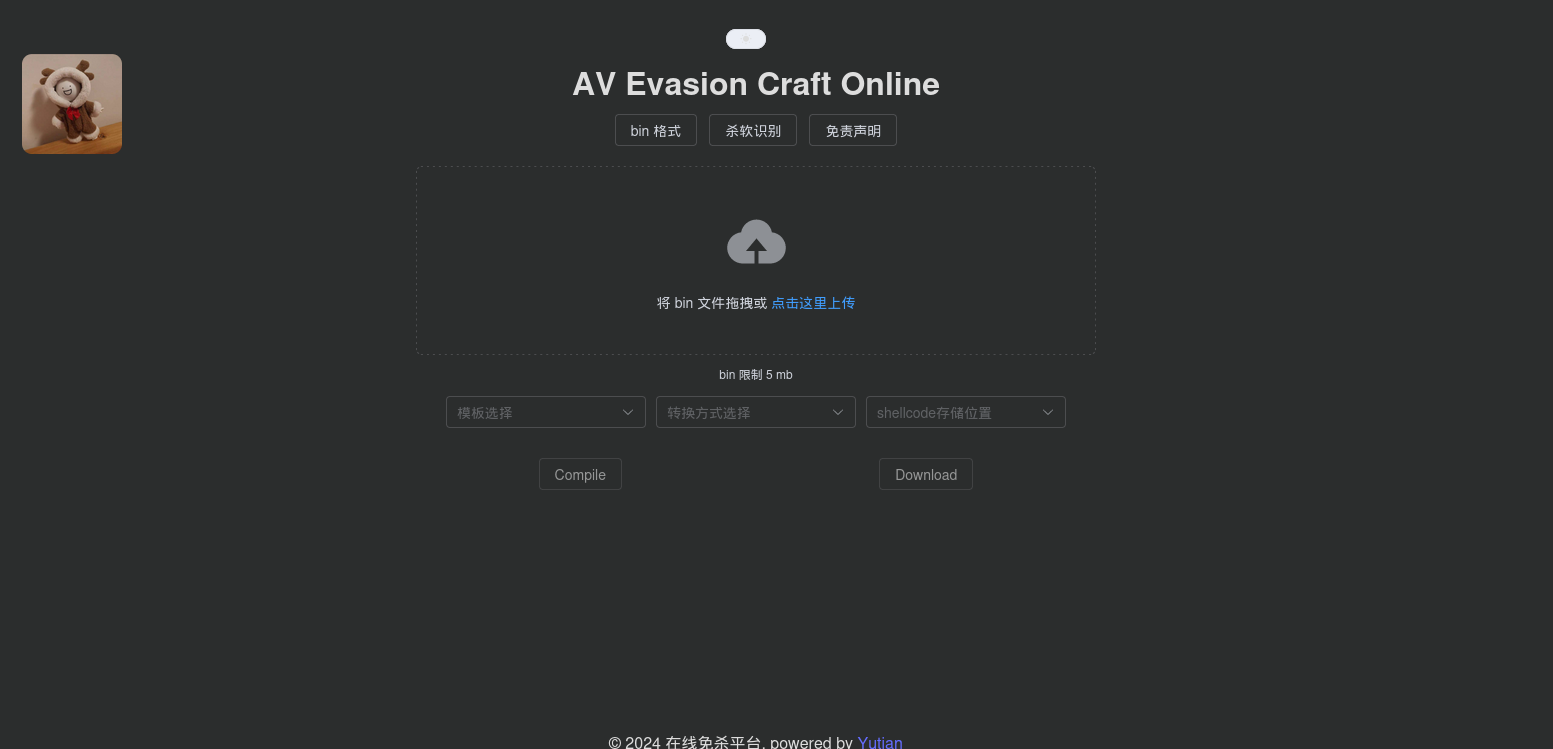 AV Evasion Craft Online
bin 格式 杀软识别 免责声明
将 bin 文件拖拽或 点击这里上传
bin 限制 5 mb
模板选择 转换方式选择 shellcode存储位置
Compile Download
© 2024 在线免杀平台, powered by Yutian